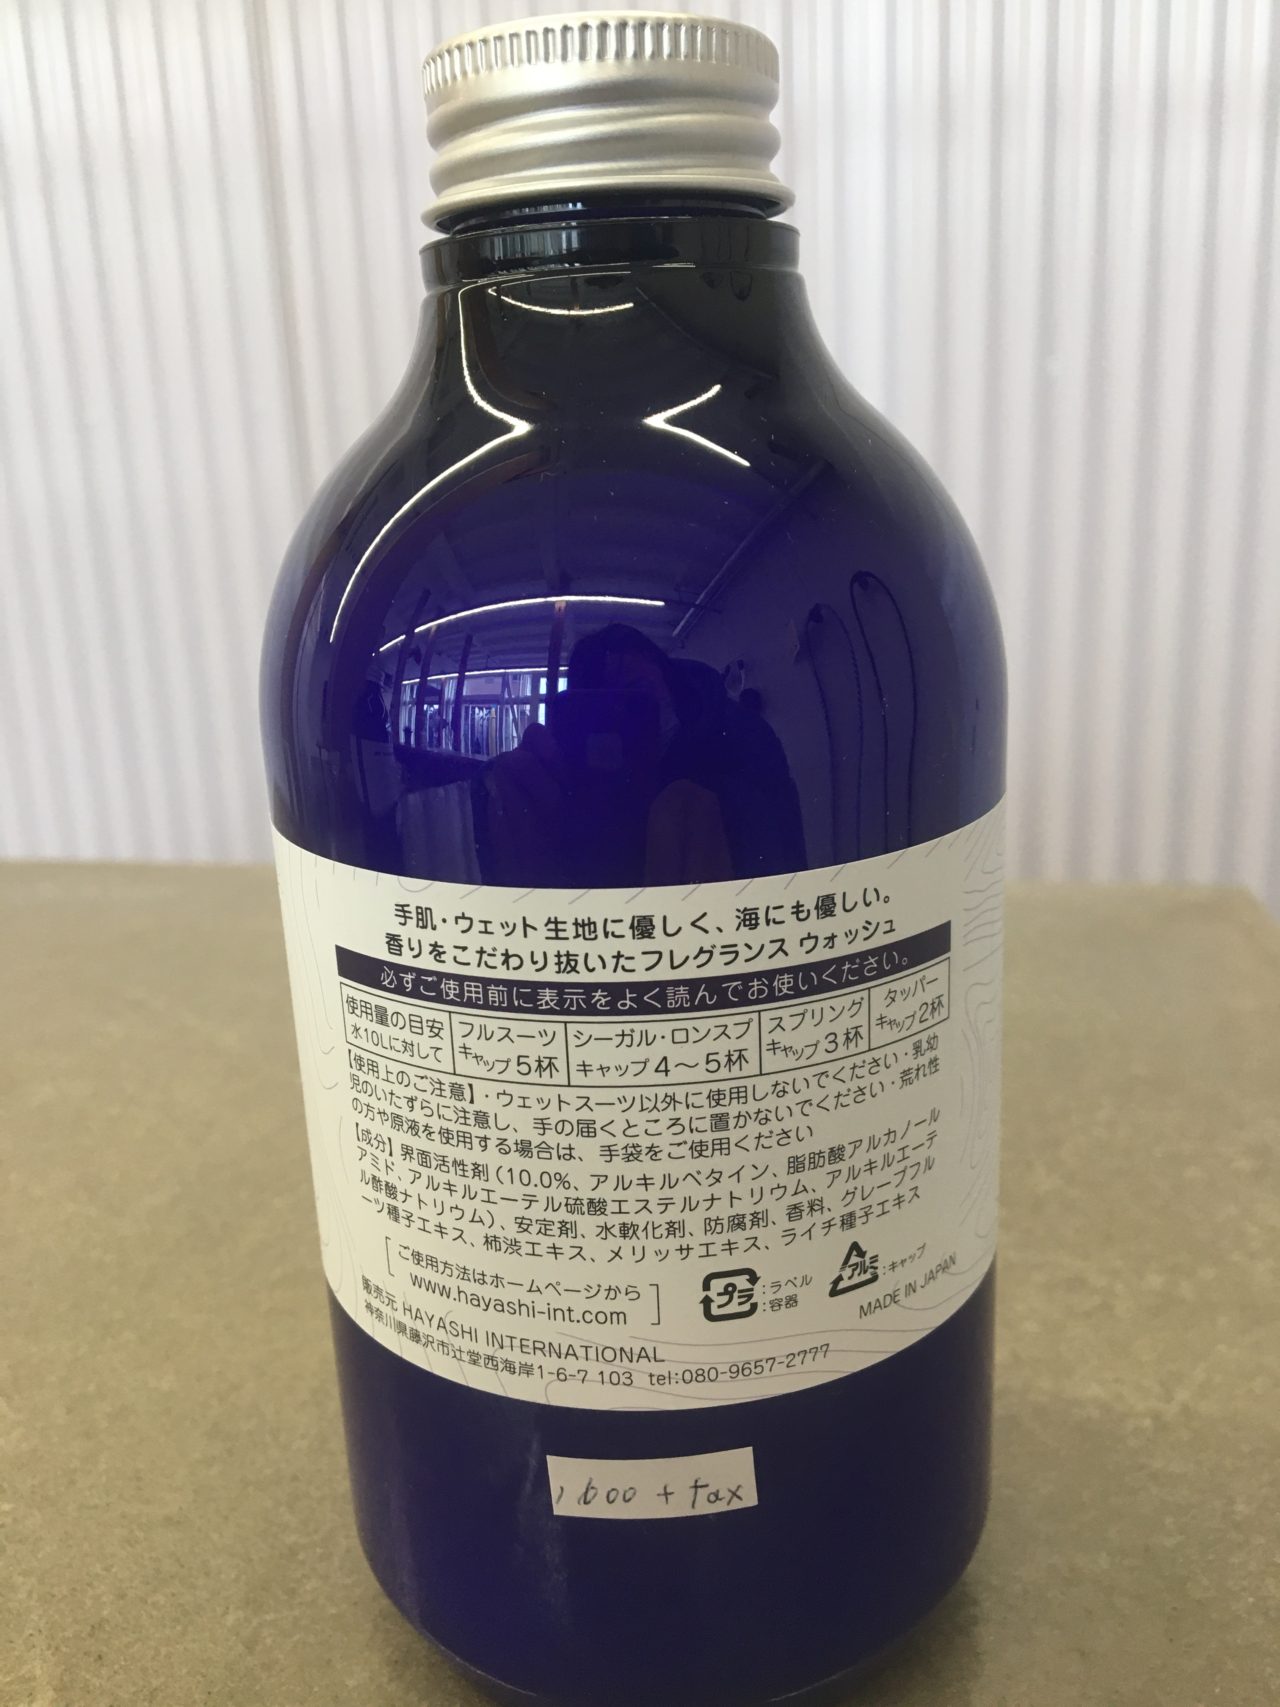 手肌・ウェット生地に優しく、海にも優しい。
香りをこだわり抜いたフレグランス ウォッシュ
必ずご使用前に表示をよく読んでお使いください。
使用量の目安 水10Lに対して
フルスーツ キャップ5杯
シーガル・ロンスプ キャップ4〜5杯
スプリング キャップ3杯
タッパー キャップ2杯
【使用上のご注意】・ウェットスーツ以外に使用しないでください・乳幼
児のいたずらに注意し、手の届くところに置かないでください・荒れ性
の方や原液を使用する場合は、手袋をご使用ください
【成分】界面活性剤(10.0%、アルキルベタイン、脂肪酸アルカノール
アミド、アルキルエーテル硫酸エステルナトリウム、アルキルエーテ
ル酢酸ナトリウム)、安定剤、水軟化剤、防腐剤、香料、グレープフル
ーツ種子エキス、柿渋エキス、メリッサエキス、ライチ種子エキス
ご使用方法はホームページから
www.hayashi-int.com
プラ :ラベル :容器
アルミ :キャップ
MADE IN JAPAN
販売元 HAYASHI INTERNATIONAL
神奈川県藤沢市辻堂西海岸1-6-7 103 tel:080-9657-2777
1,600 + tax